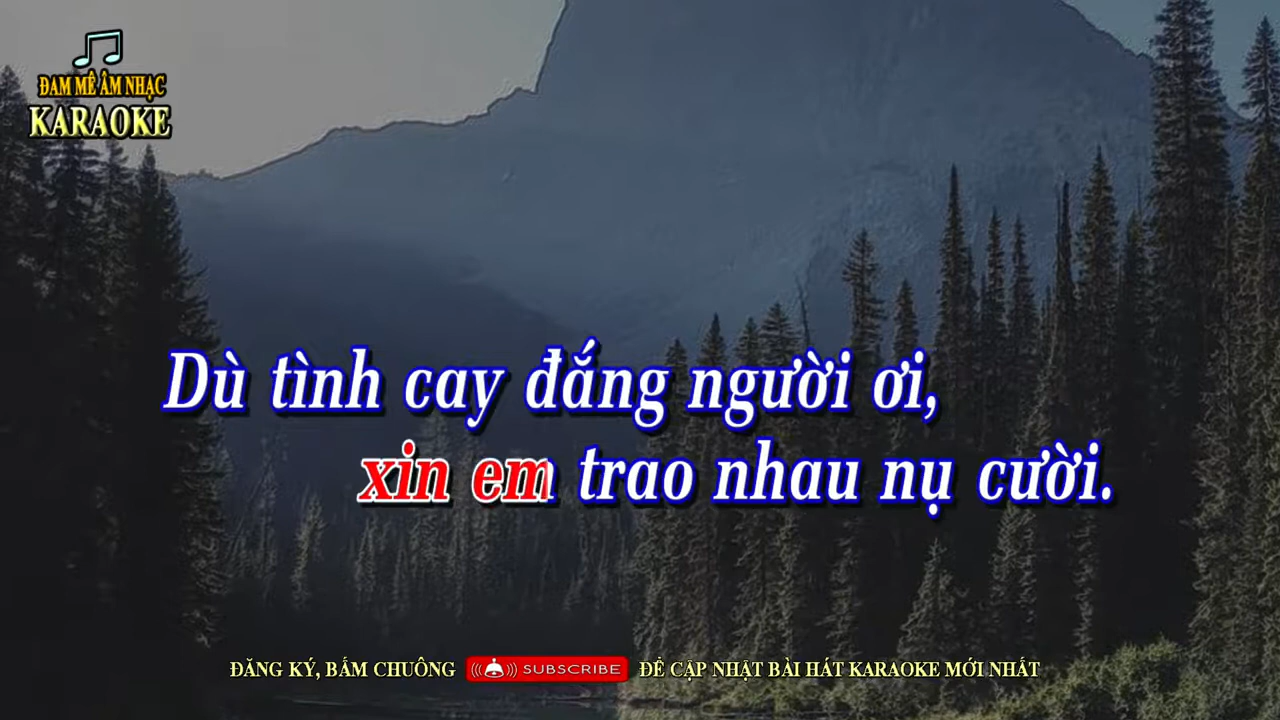 ĐAM MÊ ÂM NHẠC
KARAOKE
Dù tình cay đắng người ơi,
xin em trao nhau nụ cười.
ĐĂNG KÝ, BẤM CHUÔNG SUBSCRIBE ĐỂ CẬP NHẬT BÀI HÁT KARAOKE MỚI NHẤT